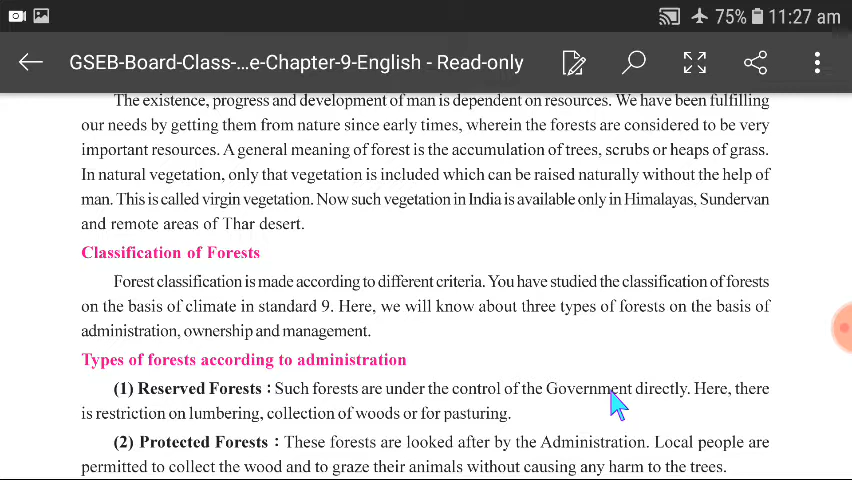 75% 11:27 am
GSEB-Board-Class-...e-Chapter-9-English - Read-only
The existence, progress and development of man is dependent on resources. We have been fulfilling
our needs by getting them from nature since early times, wherein the forests are considered to be very
important resources. A general meaning of forest is the accumulation of trees, scrubs or heaps of grass.
In natural vegetation, only that vegetation is included which can be raised naturally without the help of
man. This is called virgin vegetation. Now such vegetation in India is available only in Himalayas, Sundervan
and remote areas of Thar desert.
Classification of Forests
Forest classification is made according to different criteria. You have studied the classification of forests
on the basis of climate in standard 9. Here, we will know about three types of forests on the basis of
administration, ownership and management.
Types of forests according to administration
(1) Reserved Forests : Such forests are under the control of the Government directly. Here, there
is restriction on lumbering, collection of woods or for pasturing.
(2) Protected Forests : These forests are looked after by the Administration. Local people are
permitted to collect the wood and to graze their animals without causing any harm to the trees.